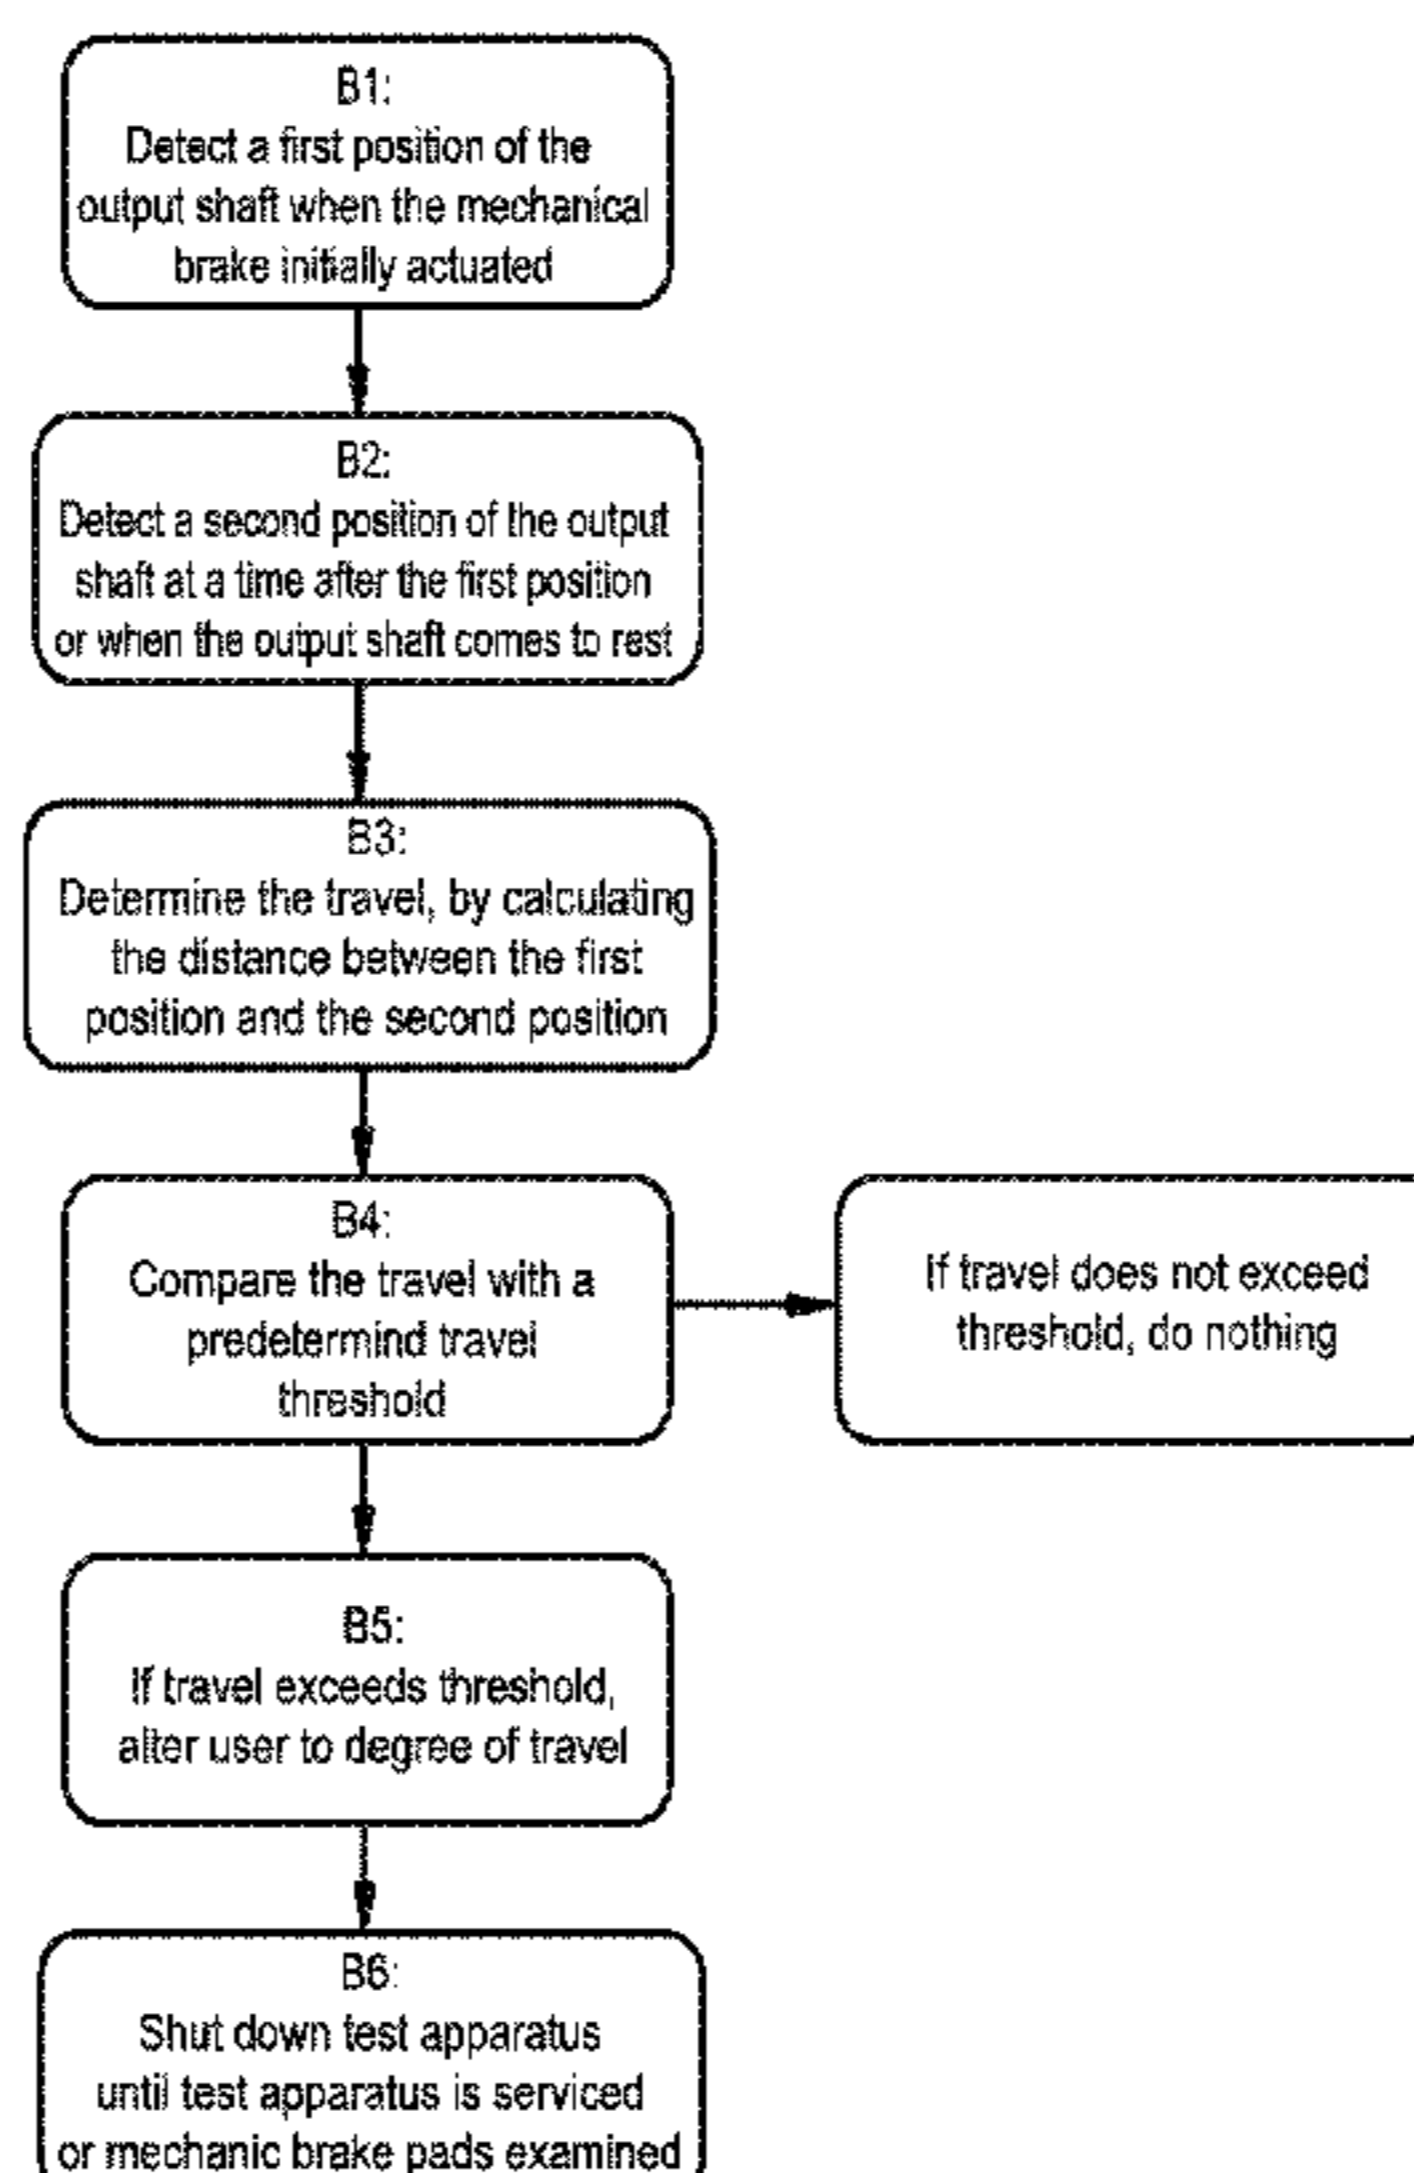 B1:
Detect a first position of the
output shaft when the mechanical
brake initially actuated
B2:
Detect a second position of the output
shaft at a time after the first position
or when the output shaft comes to rest
B3:
Determine the travel, by calculating
the distance between the first
position and the second position
B4:
Compare the travel with a
predetermind travel
threshold
If travel does not exceed
threshold, do nothing
B5:
If travel exceeds threshold,
alter user to degree of travel
B6:
Shut down test apparatus
until test apparatus is serviced
or mechanic brake pads examined